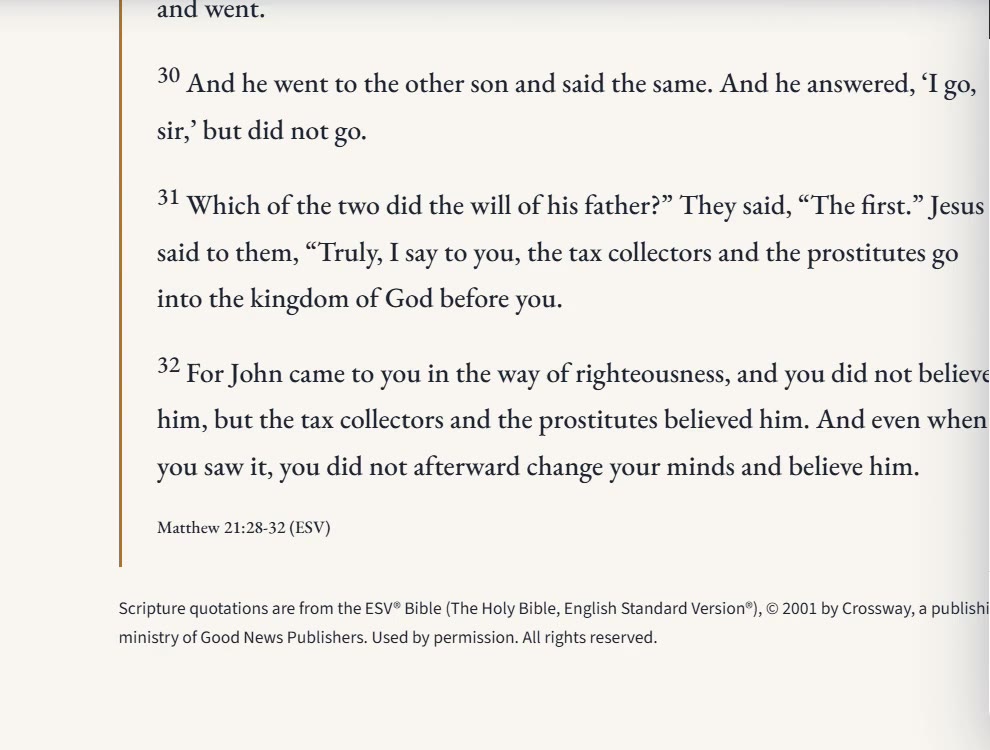 and went.
30 And he went to the other son and said the same. And he answered, ‘I go,
sir,’ but did not go.
31 Which of the two did the will of his father?” They said, “The first.” Jesus
said to them, “Truly, I say to you, the tax collectors and the prostitutes go
into the kingdom of God before you.
32 For John came to you in the way of righteousness, and you did not believe
him, but the tax collectors and the prostitutes believed him. And even when
you saw it, you did not afterward change your minds and believe him.
Matthew 21:28-32 (ESV)
Scripture quotations are from the ESV® Bible (The Holy Bible, English Standard Version®), © 2001 by Crossway, a publishi
ministry of Good News Publishers. Used by permission. All rights reserved.